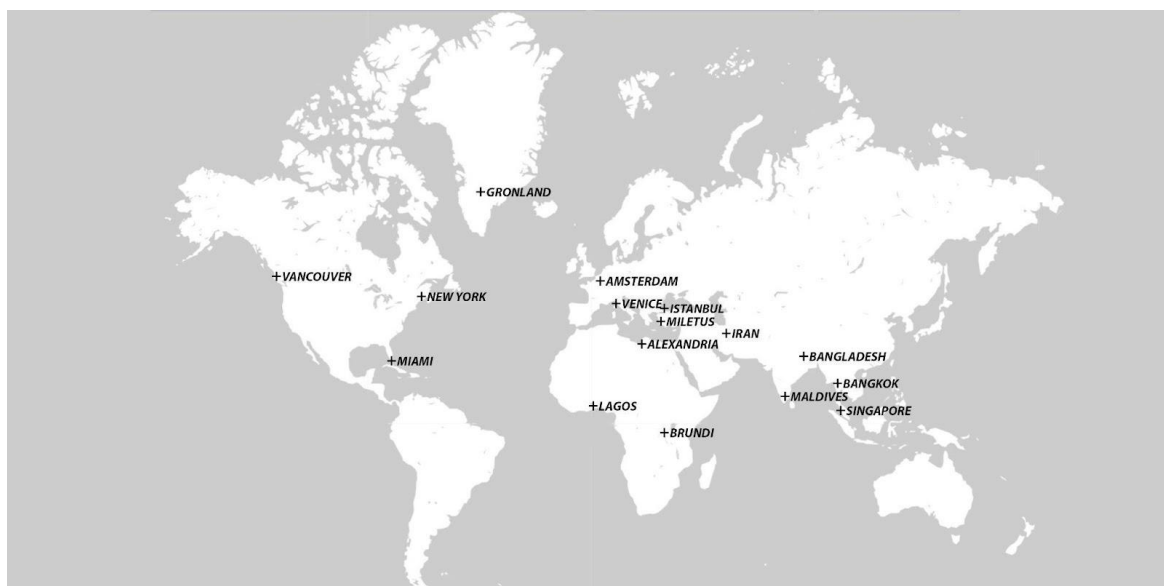 GRONLAND
VANCOUVER
AMSTERDAM
NEW YORK
VENICE
ISTANBUL
MILETUS
IRAN
ALEXANDRIA
MIAMI
BANGLADESH
BANGKOK
MALDIVES
LAGOS
SINGAPORE
BRUNDI